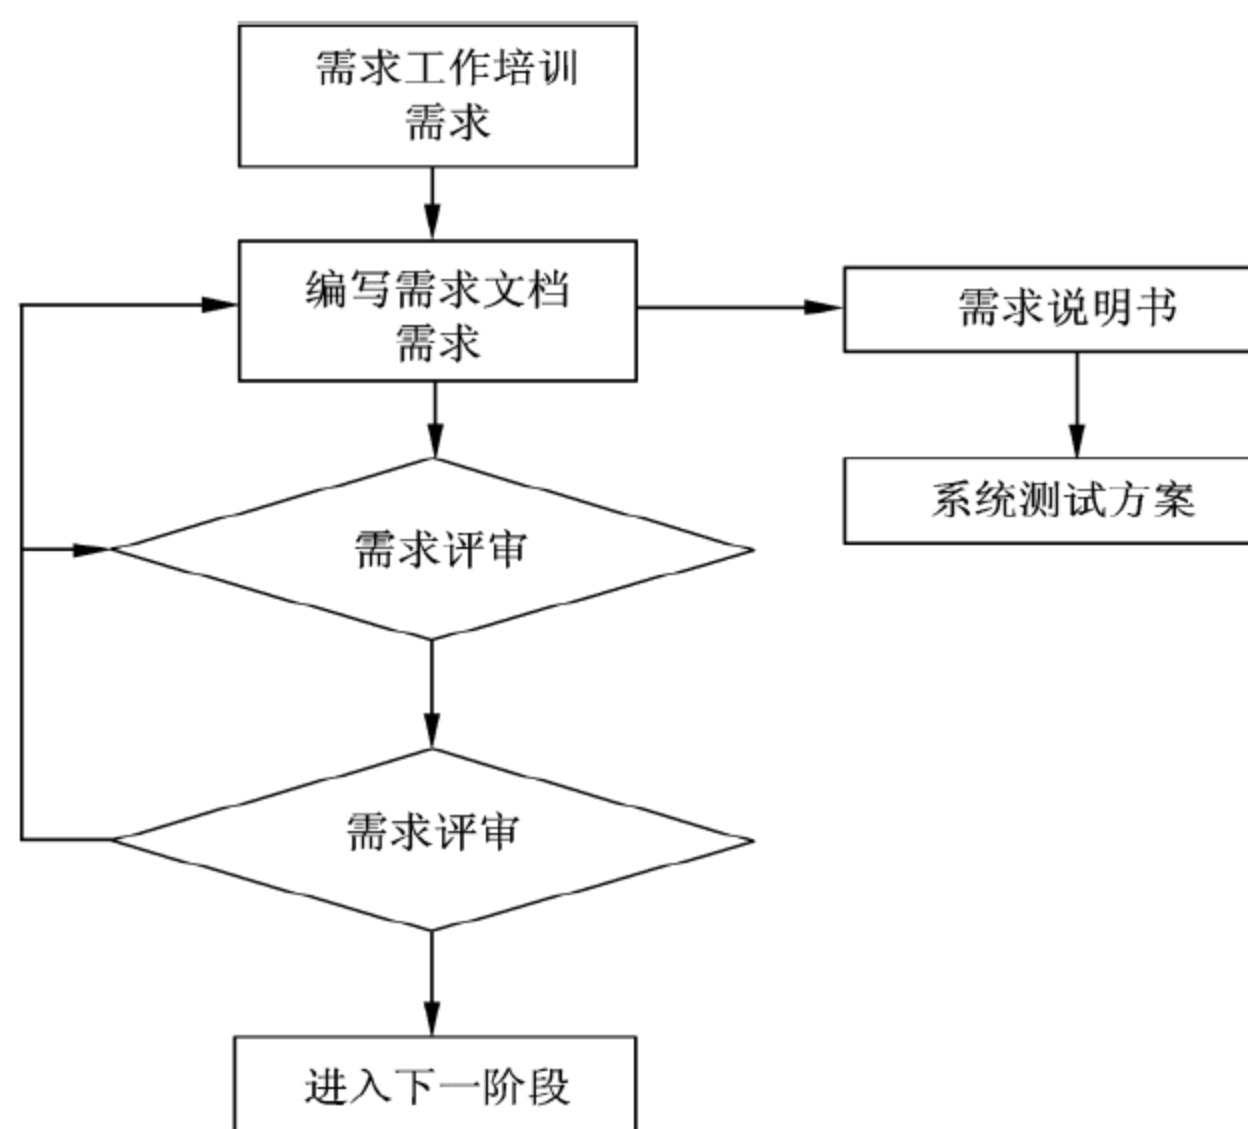 需求工作培训
需求
编写需求文档
需求
需求说明书
系统测试方案
需求评审
需求评审
进入下一阶段